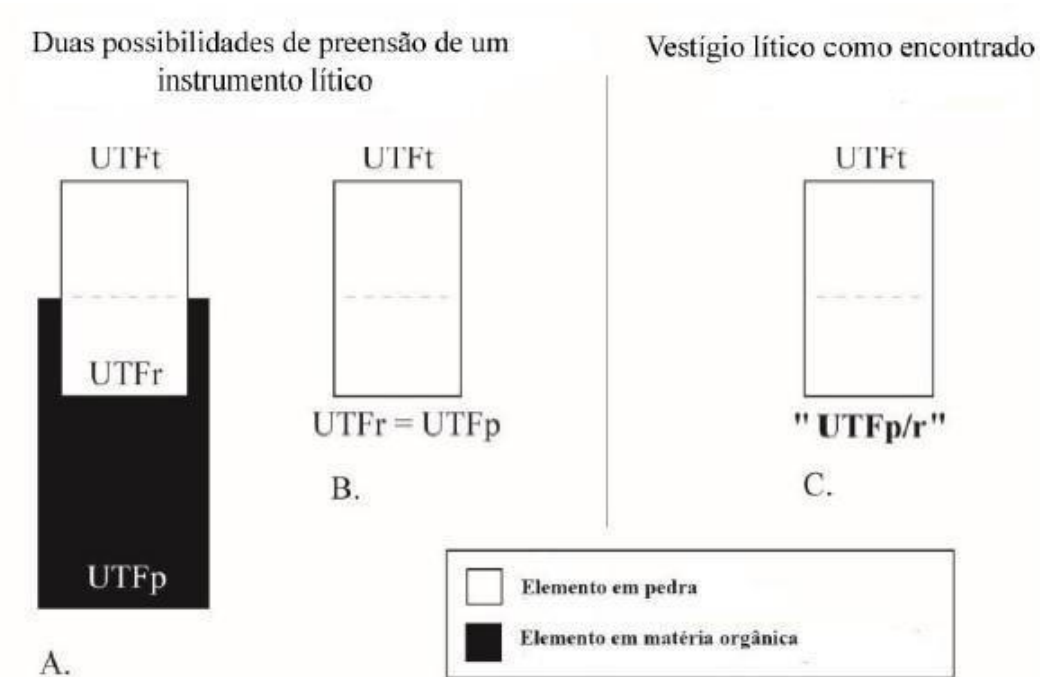 Duas possibilidades de preensão de um
instrumento lítico
Vestígio lítico como encontrado
UTFt
UTFr
UTFp
A.
UTFt
UTFr = UTFp
B.
UTFt
" UTFp/r"
C.
Elemento em pedra
Elemento em matéria orgânica